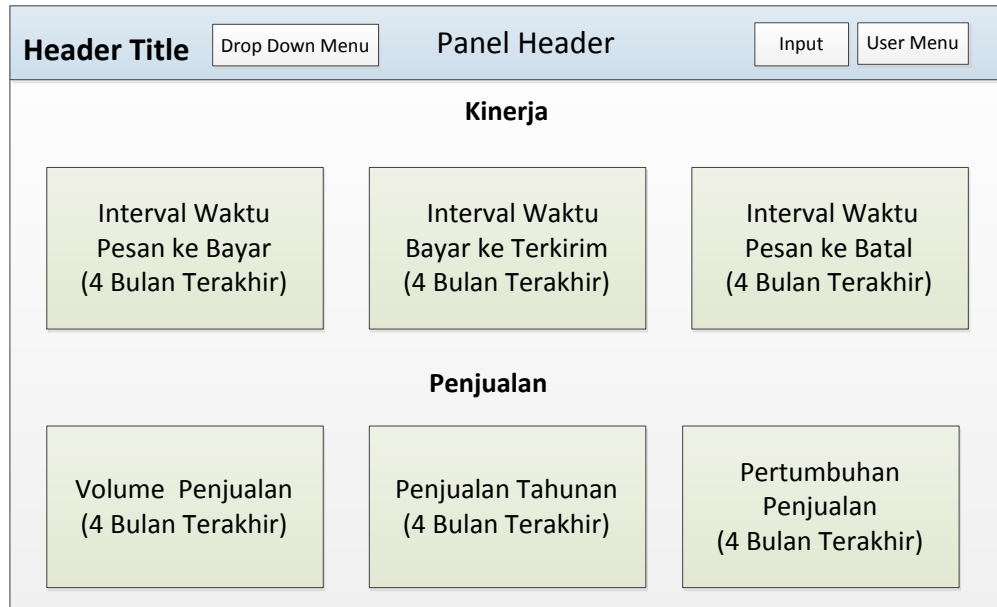 Header Title
Drop Down Menu
Panel Header
Input
User Menu
Kinerja
Interval Waktu
Pesan ke Bayar
(4 Bulan Terakhir)
Interval Waktu
Bayar ke Terkirim
(4 Bulan Terakhir)
Interval Waktu
Pesan ke Batal
(4 Bulan Terakhir)
Penjualan
Volume Penjualan
(4 Bulan Terakhir)
Penjualan Tahunan
(4 Bulan Terakhir)
Pertumbuhan
Penjualan
(4 Bulan Terakhir)